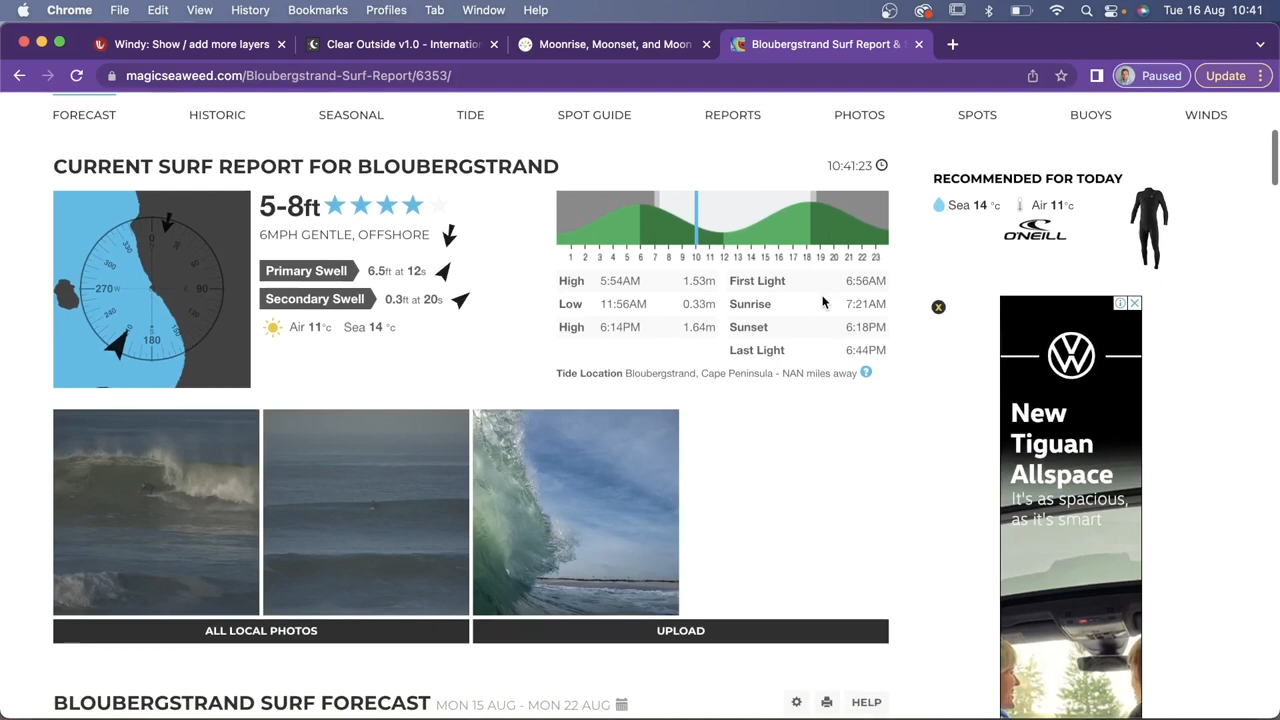 Chrome File Edit View History Bookmarks Profiles Tab Window Help Tue 16 Aug 10:41
Windy: Show / add more layers Clear Outside v1.0 - Internatio Moonrise, Moonset, and Moon Bloubergstrand Surf Report & S
magicseaweed.com/Bloubergstrand-Surf-Report/6353/ Paused Update
FORECAST HISTORIC SEASONAL TIDE SPOT GUIDE REPORTS PHOTOS SPOTS BUOYS WINDS
CURRENT SURF REPORT FOR BLOUBERGSTRAND 10:41:23
5-8ft
6MPH GENTLE, OFFSHORE
Primary Swell 6.5ft at 12s
Secondary Swell 0.3ft at 20s
Air 11°c Sea 14 °c
0 30 90 180 240 270 W 300 330
1 2 3 4 5 6 7 8 9 10 11 12 13 14 15 16 17 18 19 20 21 22 23
High 5:54AM 1.53m First Light 6:56AM
Low 11:56AM 0.33m Sunrise 7:21AM
High 6:14PM 1.64m Sunset 6:18PM
Last Light 6:44PM
Tide Location Bloubergstrand, Cape Peninsula - NAN miles away ?
RECOMMENDED FOR TODAY
Sea 14 °c Air 11°c
O'NEILL
X
New
Tiguan
Allspace
It's as spacious,
as it's smart
ALL LOCAL PHOTOS UPLOAD
BLOUBERGSTRAND SURF FORECAST MON 15 AUG - MON 22 AUG HELP